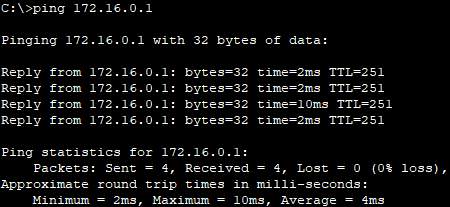 C:\>ping 172.16.0.1
Pinging 172.16.0.1 with 32 bytes of data:
Reply from 172.16.0.1: bytes=32 time=2ms TTL=251
Reply from 172.16.0.1: bytes=32 time=2ms TTL=251
Reply from 172.16.0.1: bytes=32 time=10ms TTL=251
Reply from 172.16.0.1: bytes=32 time=2ms TTL=251
Ping statistics for 172.16.0.1:
    Packets: Sent = 4, Received = 4, Lost = 0 (0% loss),
Approximate round trip times in milli-seconds:
    Minimum = 2ms, Maximum = 10ms, Average = 4ms